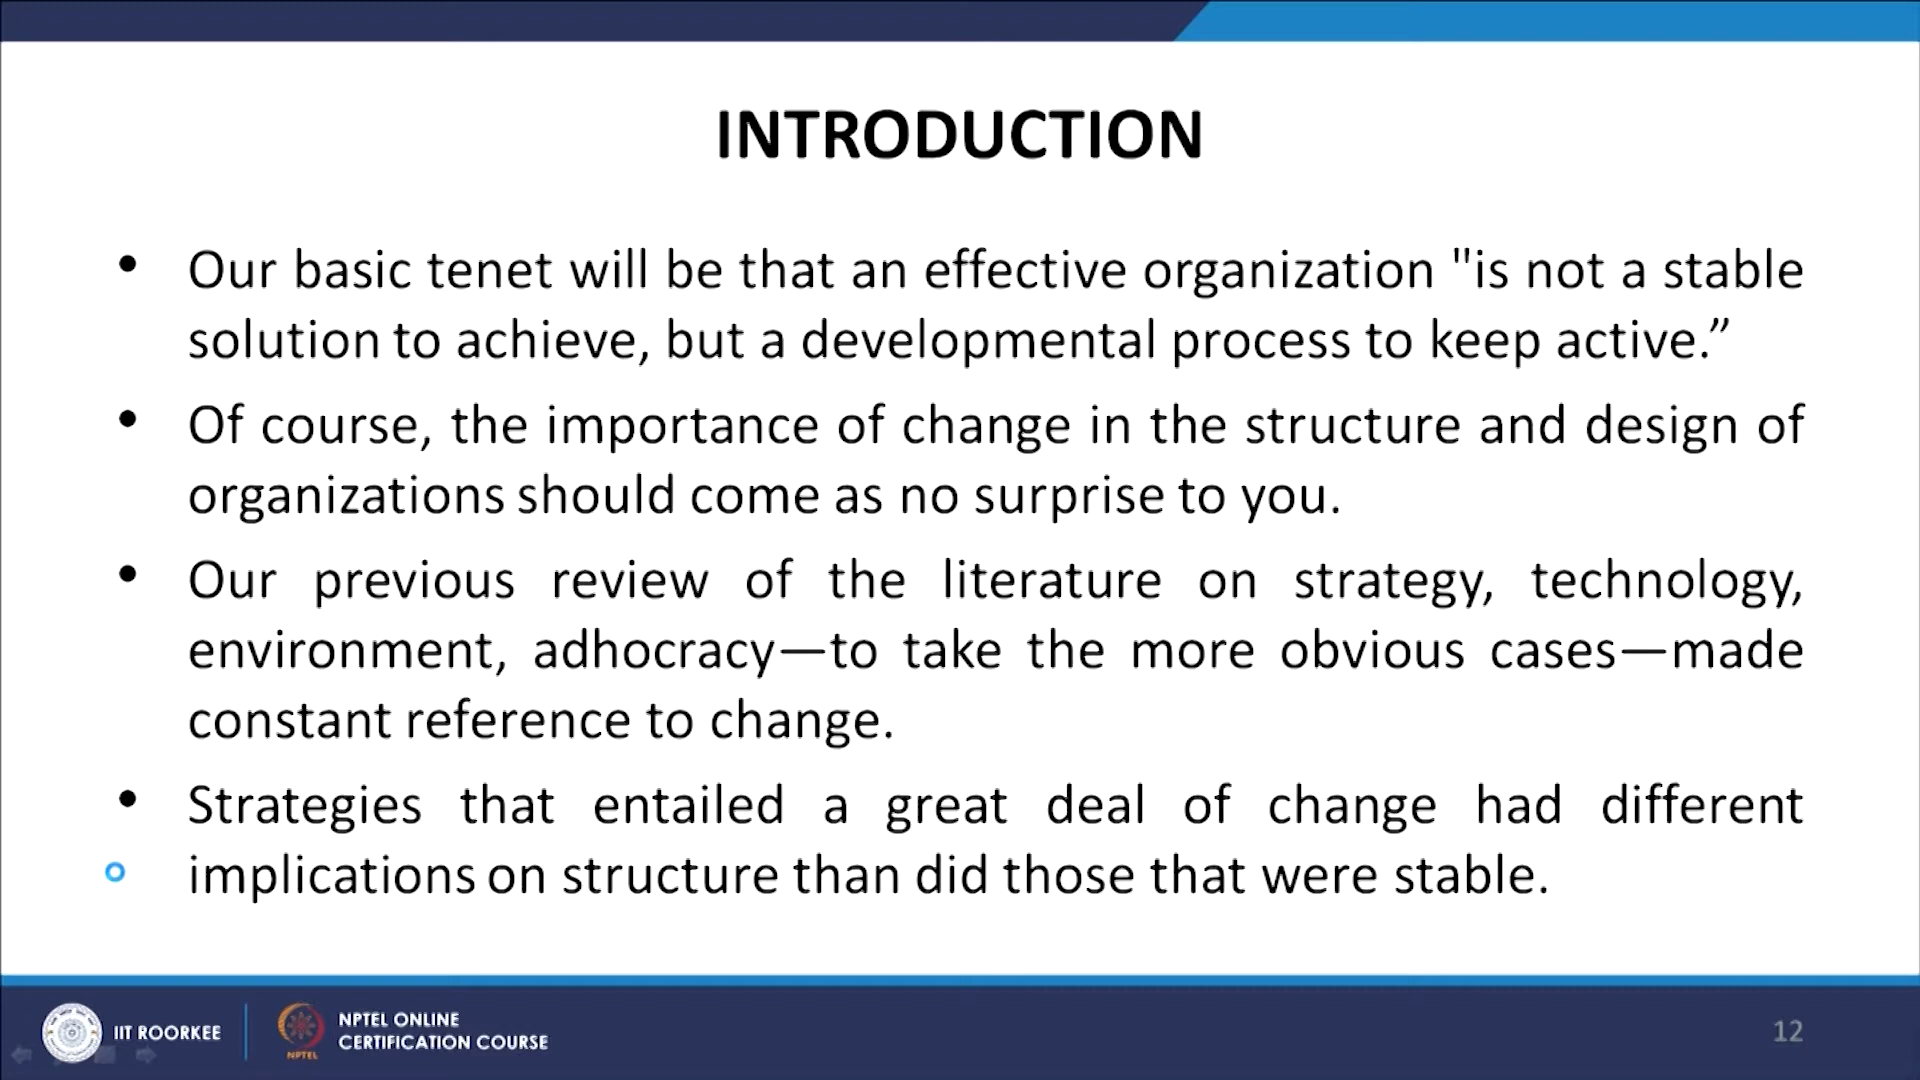 INTRODUCTION
• Our basic tenet will be that an effective organization "is not a stable
solution to achieve, but a developmental process to keep active.”
• Of course, the importance of change in the structure and design of
organizations should come as no surprise to you.
• Our previous review of the literature on strategy, technology,
environment, adhocracy—to take the more obvious cases—made
constant reference to change.
• Strategies that entailed a great deal of change had different
implications on structure than did those that were stable.
IIT ROORKEE
NPTEL
NPTEL ONLINE
CERTIFICATION COURSE
12